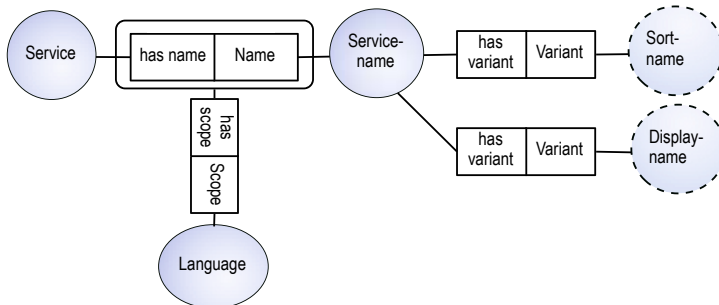 Service
has name
Name
Service-
name
has
variant
Variant
Sort-
name
has
variant
Variant
Display-
name
has
scope
Scope
Language